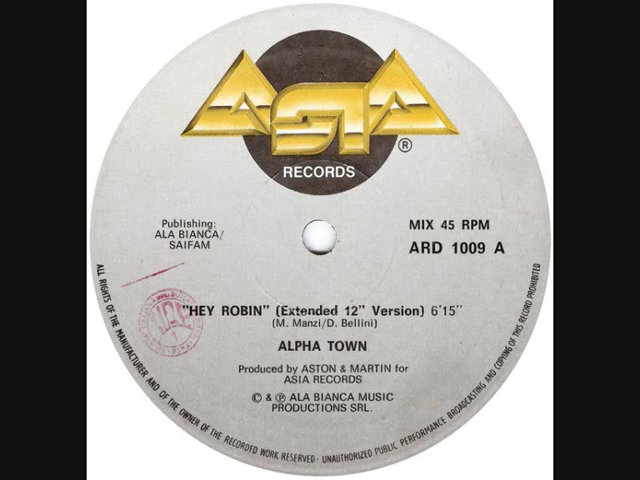 ASIA
®
RECORDS
Publishing:
ALA BIANCA/
SAIFAM
MIX 45 RPM
ARD 1009 A
"HEY ROBIN" (Extended 12" Version) 6'15"
(M. Manzi/D. Bellini)
ALPHA TOWN
Produced by ASTON & MARTIN for
ASIA RECORDS
© & ℗ ALA BIANCA MUSIC
PRODUCTIONS SRL.
ALL RIGHTS OF THE MANUFACTURER AND OF THE OWNER OF THE RECORDED WORK RESERVED - UNAUTHORIZED PUBLIC PERFORMANCE BROADCASTING AND COPYING OF THIS RECORD PROHIBITED